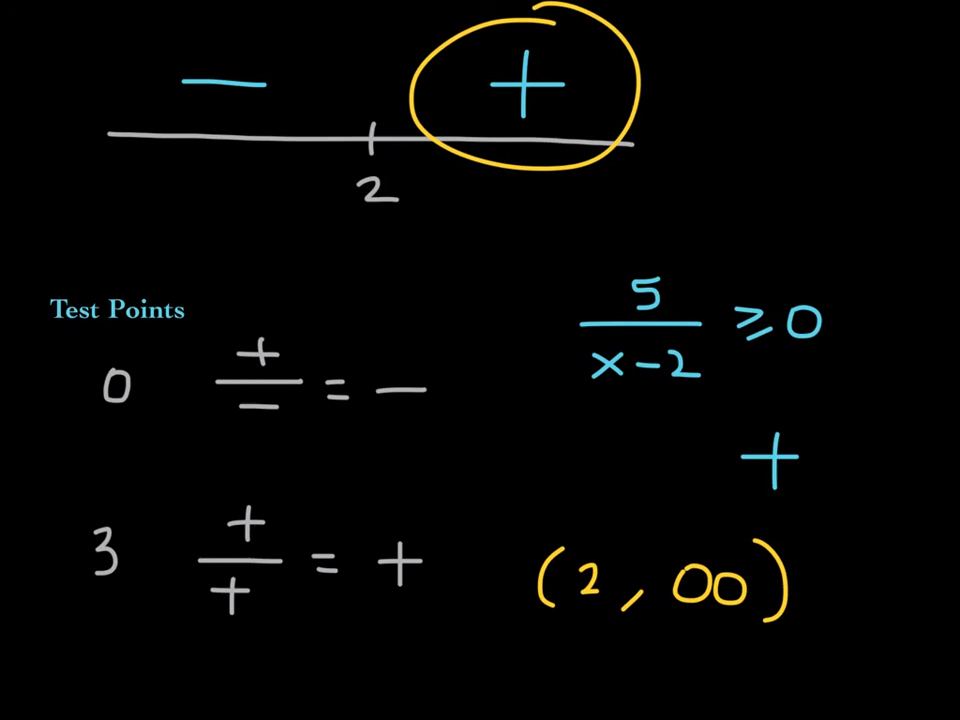 − +
2
Test Points
5/(x−2) ≥ 0
0 +/− = −
+
3 +/+ = +
(2, ∞)